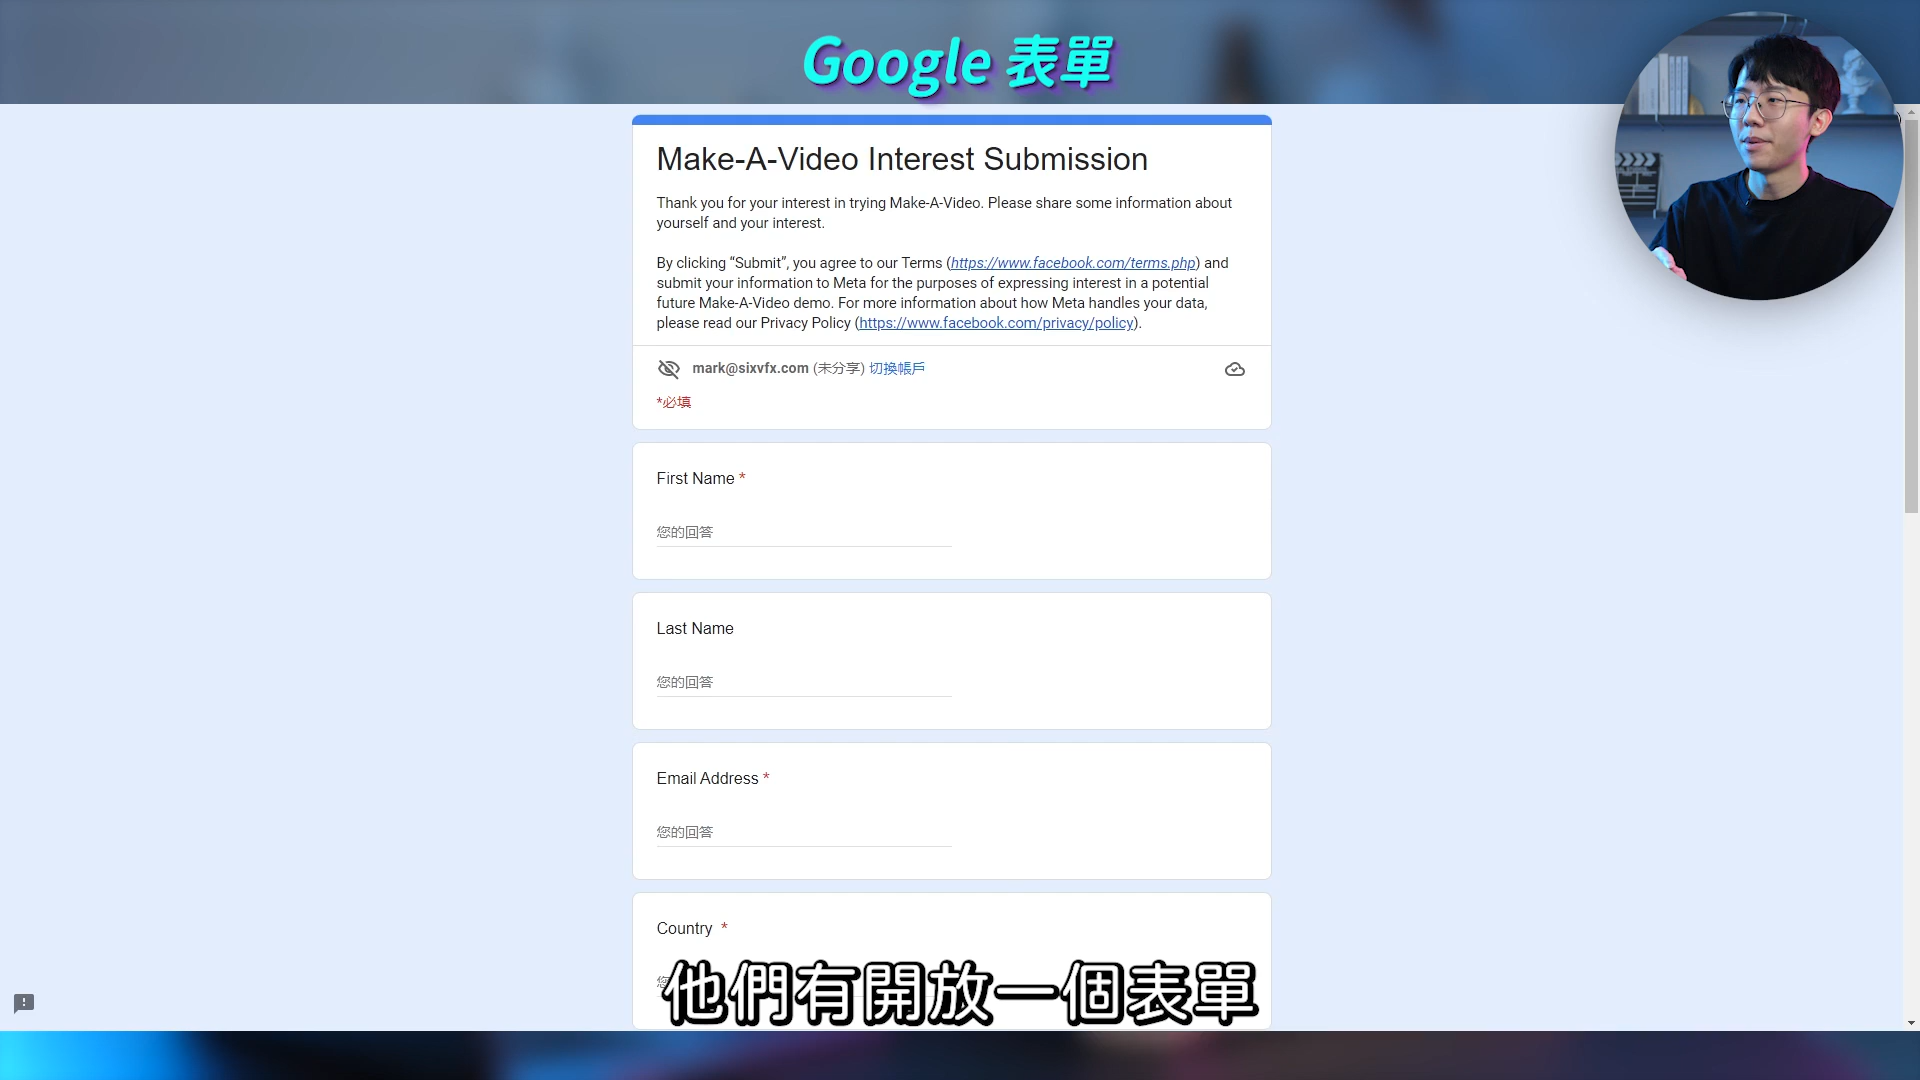 Google 表單
Make-A-Video Interest Submission
Thank you for your interest in trying Make-A-Video. Please share some information about
yourself and your interest.
By clicking “Submit”, you agree to our Terms (https://www.facebook.com/terms.php) and
submit your information to Meta for the purposes of expressing interest in a potential
future Make-A-Video demo. For more information about how Meta handles your data,
please read our Privacy Policy (https://www.facebook.com/privacy/policy).
mark@sixvfx.com (未分享) 切換帳戶
*必填
First Name *
您的回答
Last Name
您的回答
Email Address *
您的回答
Country *
他們有開放一個表單